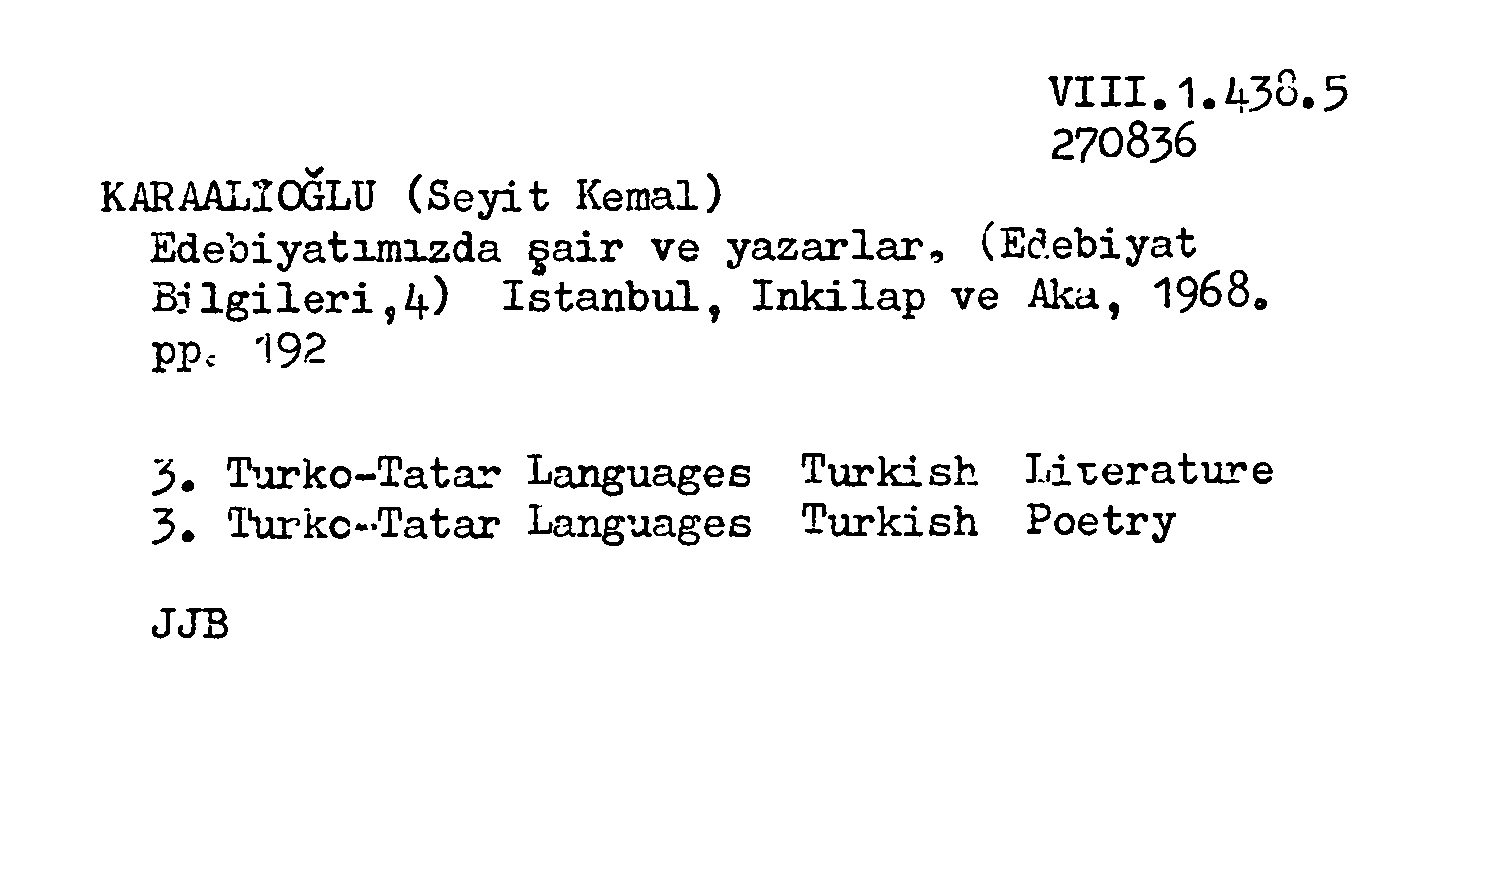 VIII.1.438.5
270836
KARAALİOĞLU (Seyit Kemal)
Edebiyatımızda şair ve yazarlar, (Edebiyat
Bilgileri,4) Istanbul, Inkilap ve Aka, 1968.
pp. 192
3. Turko-Tatar Languages Turkish Literature
3. Turko-Tatar Languages Turkish Poetry
JJB